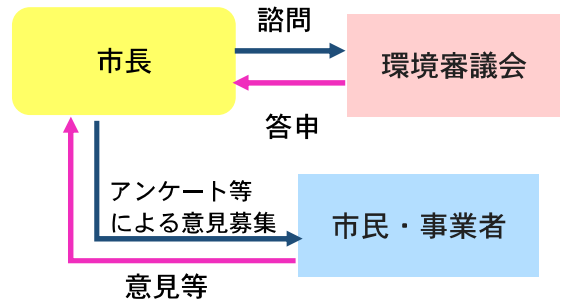 諮問
市長
環境審議会
答申
アンケート等
による意見募集
市民・事業者
意見等